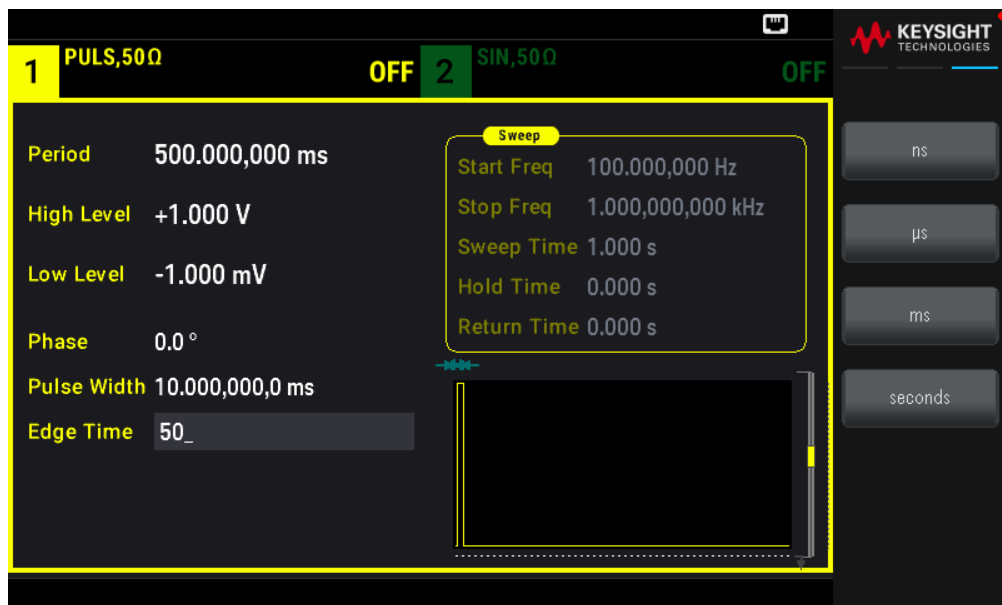 KEYSIGHT
TECHNOLOGIES
1 PULS,50Ω OFF 2 SIN,50Ω OFF
Period 500.000,000 ms
High Level +1.000 V
Low Level -1.000 mV
Phase 0.0 °
Pulse Width 10.000,000,0 ms
Edge Time 50_
Sweep
Start Freq 100.000,000 Hz
Stop Freq 1.000,000,000 kHz
Sweep Time 1.000 s
Hold Time 0.000 s
Return Time 0.000 s
ns
µs
ms
seconds